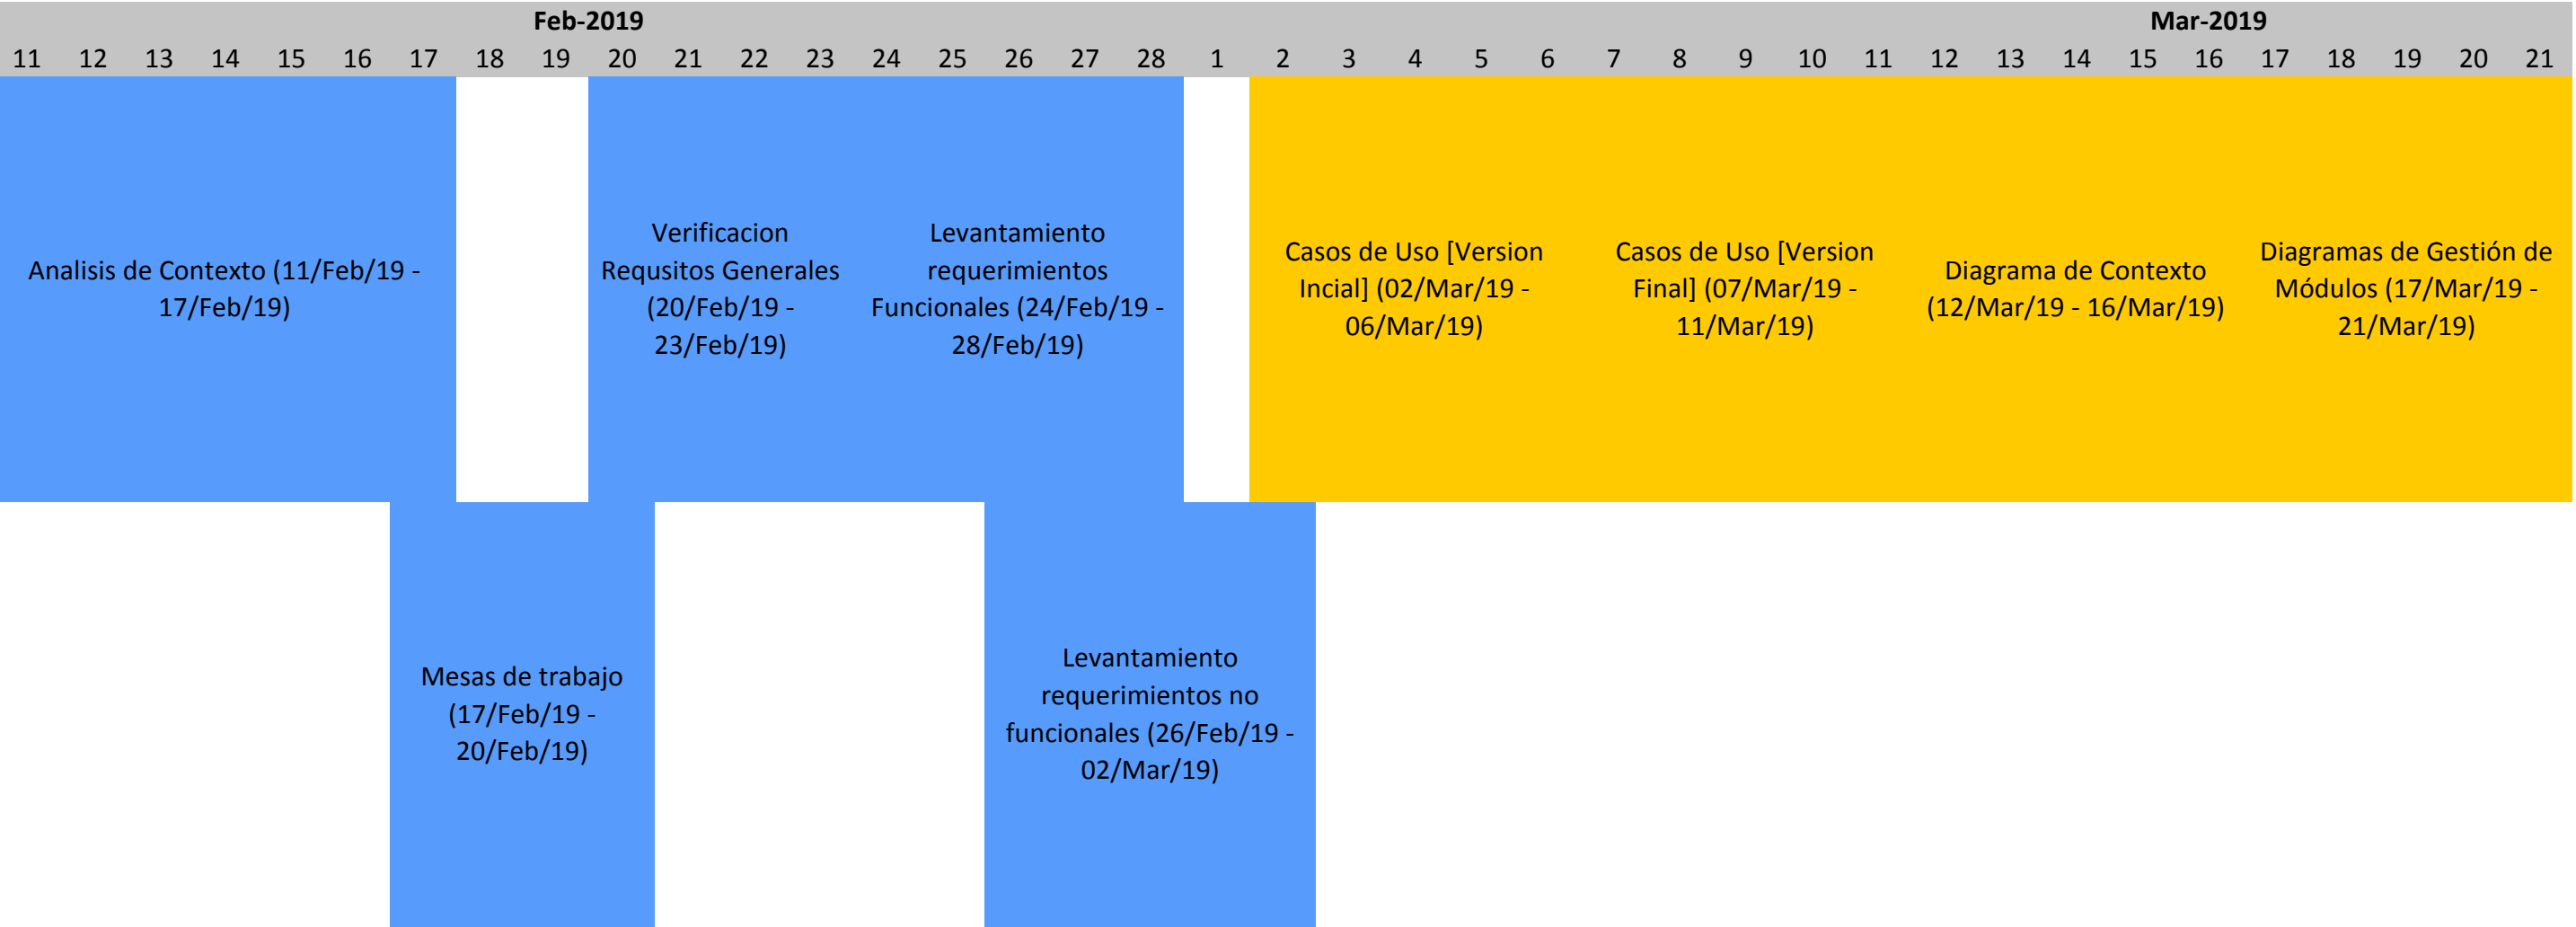 Feb-2019
Mar-2019
11 12 13 14 15 16 17 18 19 20 21 22 23 24 25 26 27 28 1 2 3 4 5 6 7 8 9 10 11 12 13 14 15 16 17 18 19 20 21
Analisis de Contexto (11/Feb/19 -
17/Feb/19)
Verificacion
Requsitos Generales
(20/Feb/19 -
23/Feb/19)
Levantamiento
requerimientos
Funcionales (24/Feb/19 -
28/Feb/19)
Casos de Uso [Version
Incial] (02/Mar/19 -
06/Mar/19)
Casos de Uso [Version
Final] (07/Mar/19 -
11/Mar/19)
Diagrama de Contexto
(12/Mar/19 - 16/Mar/19)
Diagramas de Gestión de
Módulos (17/Mar/19 -
21/Mar/19)
Mesas de trabajo
(17/Feb/19 -
20/Feb/19)
Levantamiento
requerimientos no
funcionales (26/Feb/19 -
02/Mar/19)